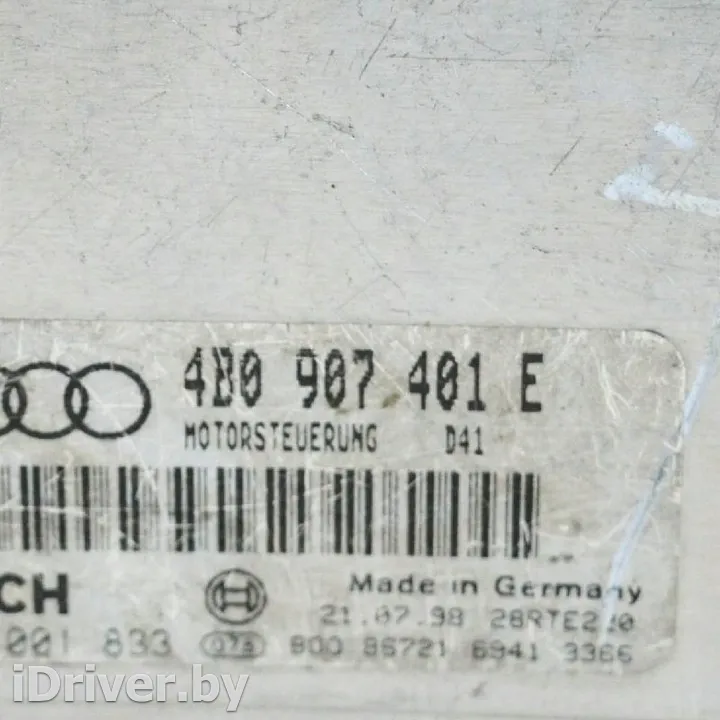 4B0 907 401 E
MOTORSTEUERUNG D41
CH
Made in Germany
21.07.98 28RTE220
001 833 07A 800 86721 6941 3366
iDriver.by